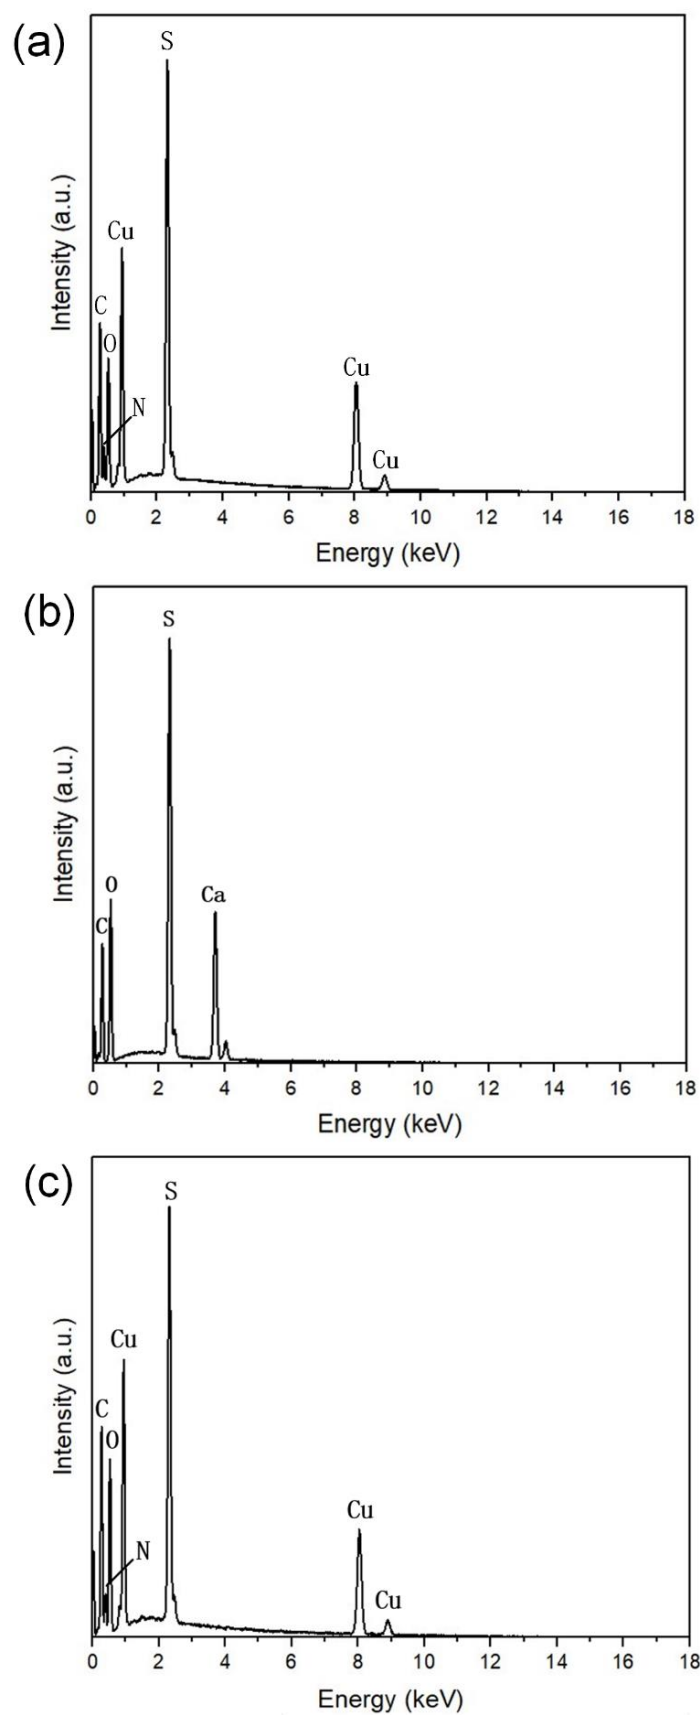 (a)
S
Cu
C
O
N
Cu
Cu
Intensity (a.u.)
0 2 4 6 8 10 12 14 16 18
Energy (keV)
(b)
S
O
C
Ca
Intensity (a.u.)
0 2 4 6 8 10 12 14 16 18
Energy (keV)
(c)
S
Cu
C
O
N
Cu
Cu
Intensity (a.u.)
0 2 4 6 8 10 12 14 16 18
Energy (keV)